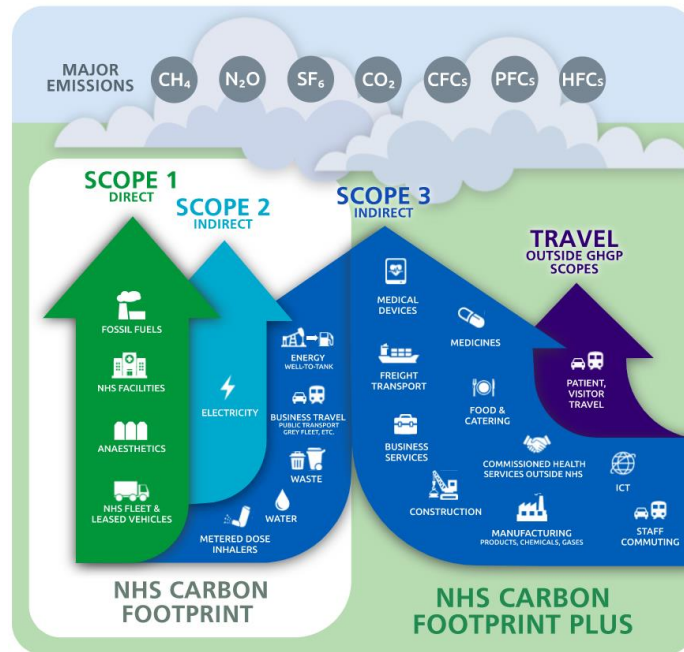 MAJOR
EMISSIONS
CH₄
N₂O
SF₆
CO₂
CFCs
PFCs
HFCs
SCOPE 1
DIRECT
FOSSIL FUELS
NHS FACILITIES
ANAESTHETICS
NHS FLEET &
LEASED VEHICLES
SCOPE 2
INDIRECT
ELECTRICITY
SCOPE 3
INDIRECT
ENERGY
WELL-TO-TANK
BUSINESS TRAVEL
PUBLIC TRANSPORT
GREY FLEET, ETC.
WASTE
WATER
METERED DOSE
INHALERS
MEDICAL
DEVICES
MEDICINES
FREIGHT
TRANSPORT
FOOD &
CATERING
BUSINESS
SERVICES
COMMISSIONED HEALTH
SERVICES OUTSIDE NHS
ICT
CONSTRUCTION
MANUFACTURING
PRODUCTS, CHEMICALS, GASES
STAFF
COMMUTING
TRAVEL
OUTSIDE GHGP
SCOPES
PATIENT,
VISITOR
TRAVEL
NHS CARBON
FOOTPRINT
NHS CARBON
FOOTPRINT PLUS